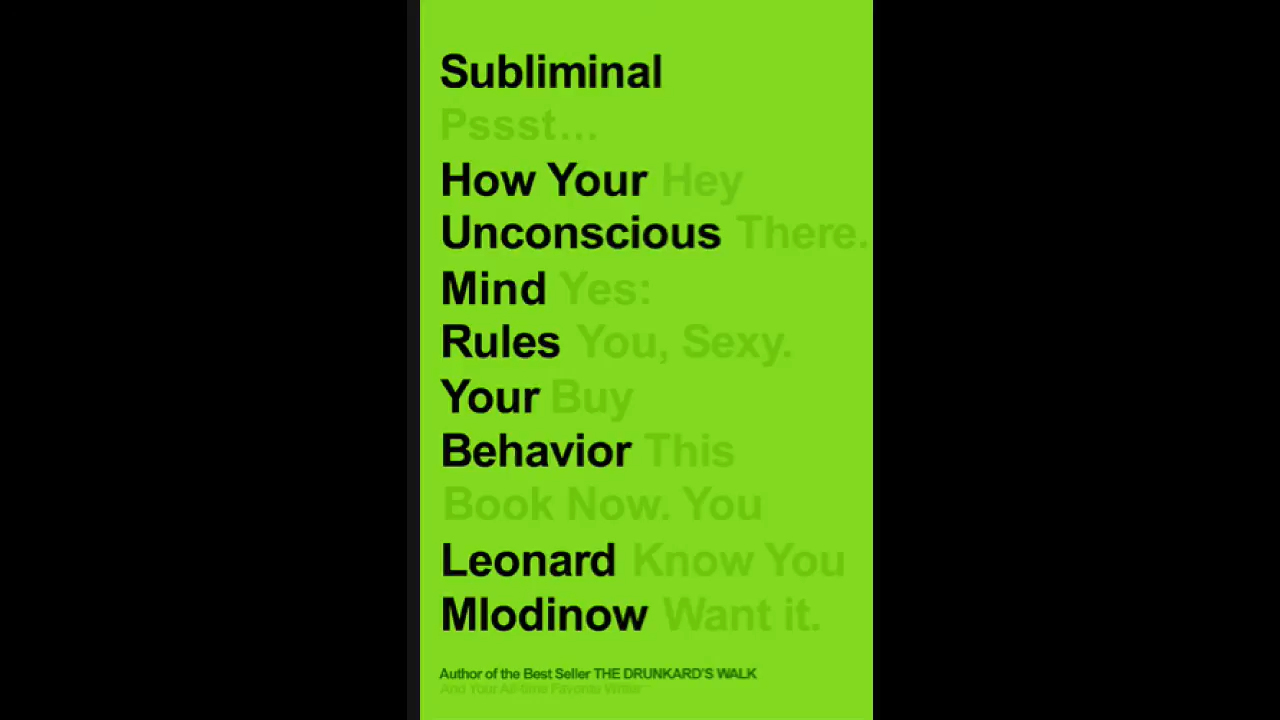 Subliminal
Pssst...
How Your Hey
Unconscious There.
Mind Yes:
Rules You, Sexy.
Your Buy
Behavior This
Book Now. You
Leonard Know You
Mlodinow Want it.
Author of the Best Seller THE DRUNKARD'S WALK
And Your All-time Favorite Writer